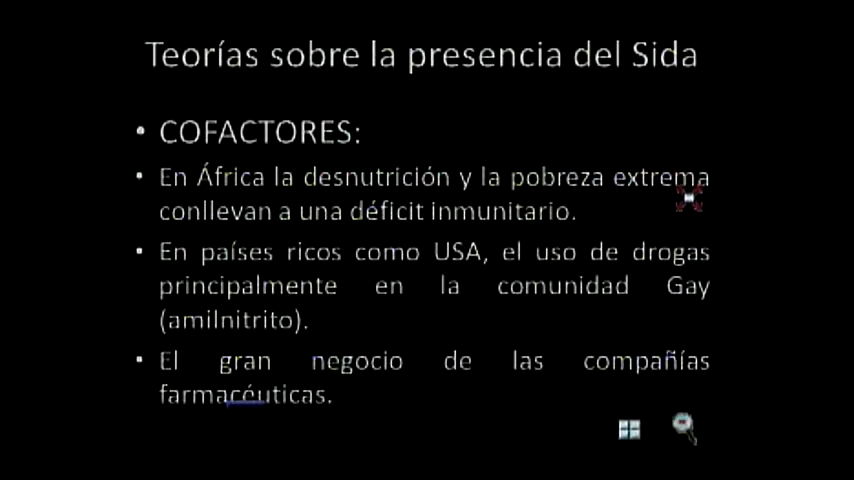 Teorías sobre la presencia del Sida
• COFACTORES:
• En África la desnutrición y la pobreza extrema
conllevan a una déficit inmunitario.
• En países ricos como USA, el uso de drogas
principalmente en la comunidad Gay
(amilnitrito).
• El gran negocio de las compañías
farmacéuticas.